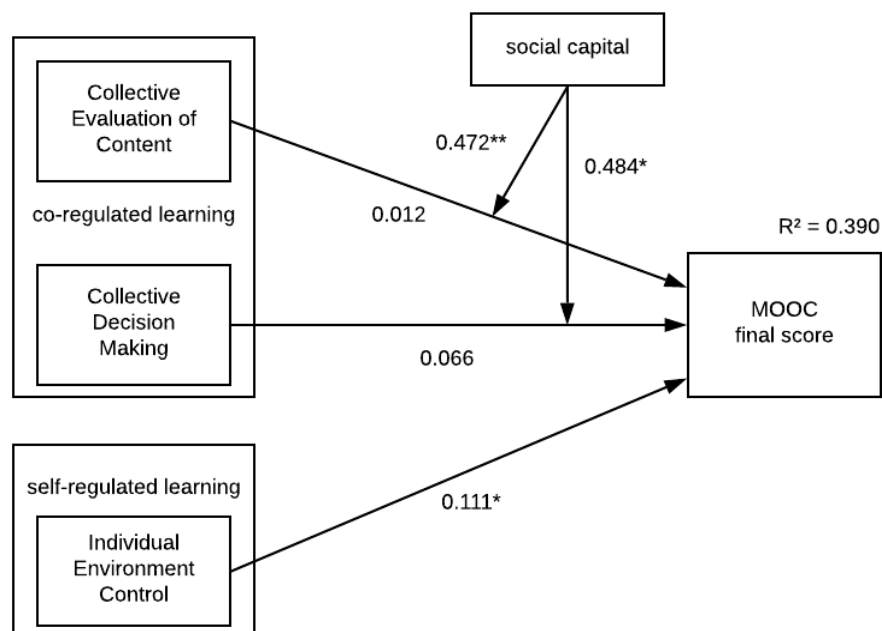 social capital
Collective
Evaluation of
Content
0.472**
0.484*
co-regulated learning
0.012
R² = 0.390
Collective
Decision
Making
MOOC
final score
0.066
self-regulated learning
0.111*
Individual
Environment
Control